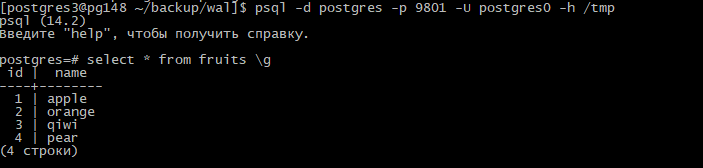 [postgres3@pg148 ~/backup/wal]$ psql -d postgres -p 9801 -U postgres0 -h /tmp
psql (14.2)
Введите "help", чтобы получить справку.
postgres=# select * from fruits \g
 id |  name
----+--------
  1 | apple
  2 | orange
  3 | qiwi
  4 | pear
(4 строки)